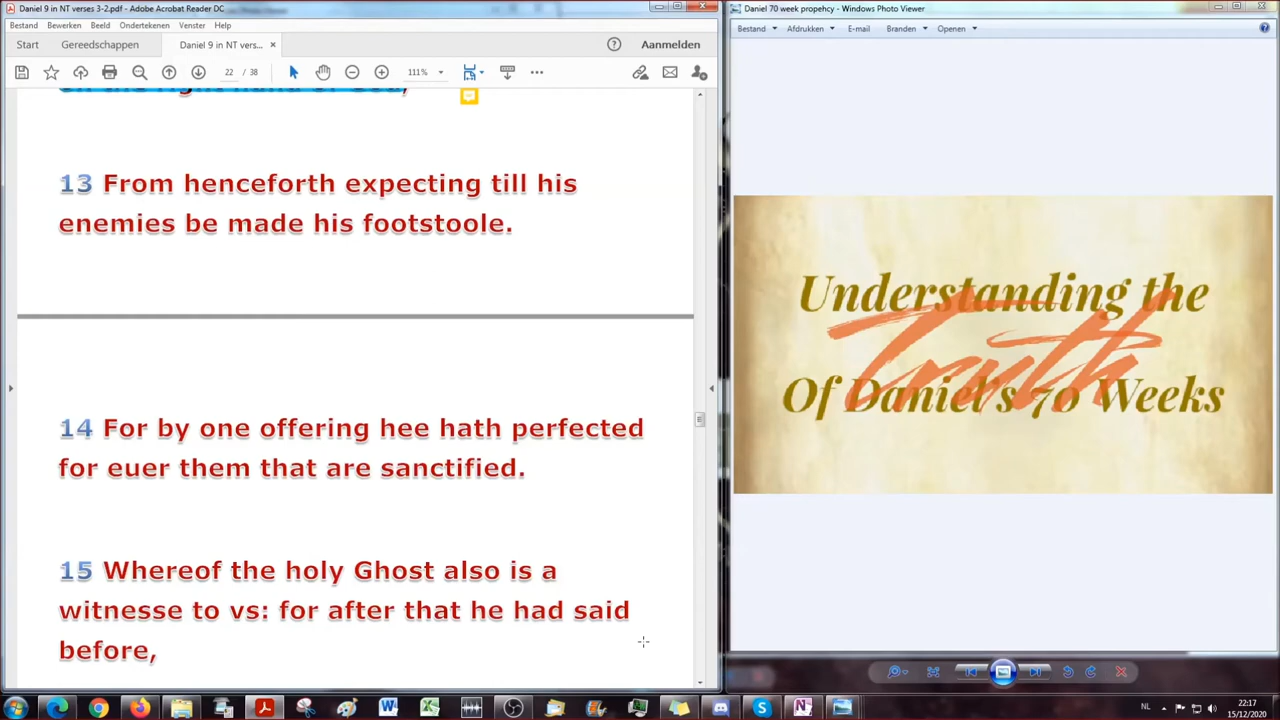 Daniel 9 in NT verses 3-2.pdf - Adobe Acrobat Reader DC
Bestand Bewerken Beeld Ondertekenen Venster Help
Start Gereedschappen Daniel 9 in NT vers... × Aanmelden
22 / 38 111%
13 From henceforth expecting till his
enemies be made his footstoole.
14 For by one offering hee hath perfected
for euer them that are sanctified.
15 Whereof the holy Ghost also is a
witnesse to vs: for after that he had said
before,
Daniel 70 week propehcy - Windows Photo Viewer
Bestand Afdrukken E-mail Branden Openen
Understanding the
Truth
Of Daniel's 70 Weeks
NL 22:17
15/12/2020